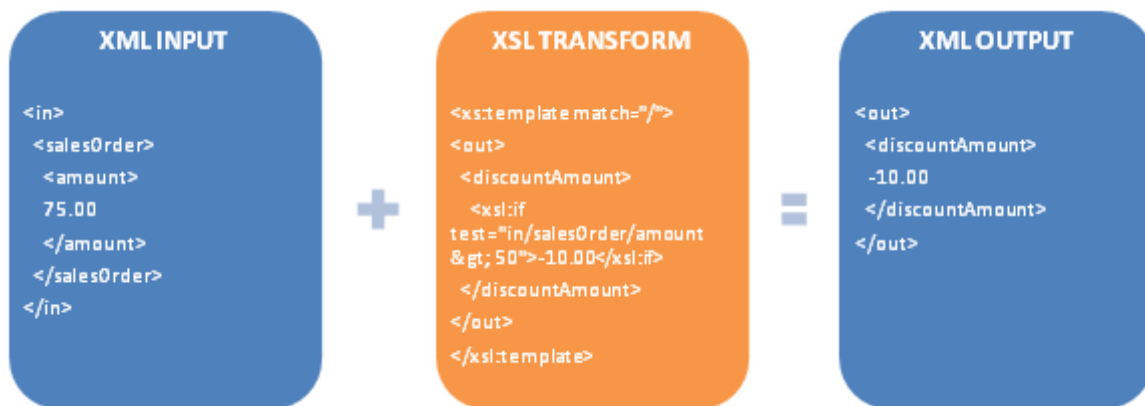 XML INPUT
<in>
<salesOrder>
<amount>
75.00
</amount>
</salesOrder>
</in>
XSL TRANSFORM
<xs:template match="/">
<out>
<discountAmount>
<xsl:if
test="in/salesOrder/amount
&gt; 50">-10.00</xsl:if>
</discountAmount>
</out>
</xsl:template>
XML OUTPUT
<out>
<discountAmount>
-10.00
</discountAmount>
</out>